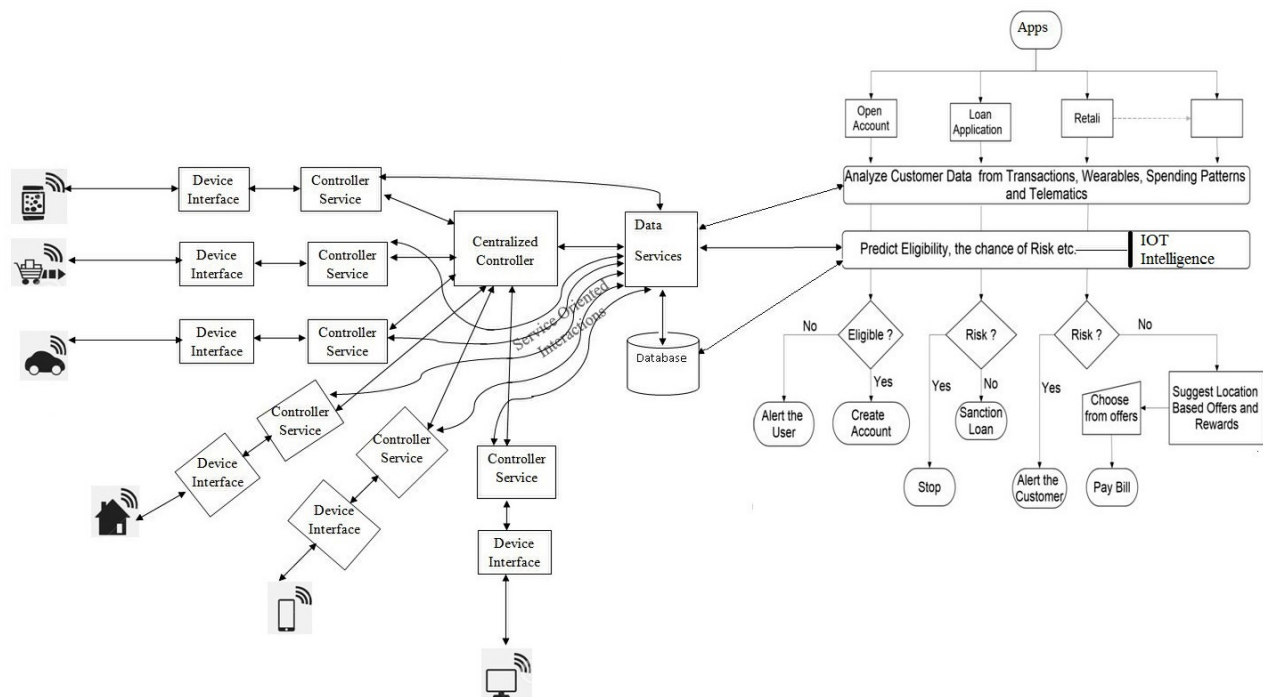 Apps
Open
Account
Loan
Application
Retali
Analyze Customer Data from Transactions, Wearables, Spending Patterns
and Telematics
Predict Eligibility, the chance of Risk etc.
IOT
Intelligence
Device
Interface
Controller
Service
Device
Interface
Controller
Service
Device
Interface
Controller
Service
Centralized
Controller
Data
Services
Service Oriented
Interactions
Database
Controller
Service
Device
Interface
Controller
Service
Device
Interface
Controller
Service
Device
Interface
No
Eligible ?
Yes
Alert the
User
Create
Account
Risk ?
Yes
No
Sanction
Loan
Stop
Risk ?
No
Yes
Choose
from offers
Suggest Location
Based Offers and
Rewards
Alert the
Customer
Pay Bill